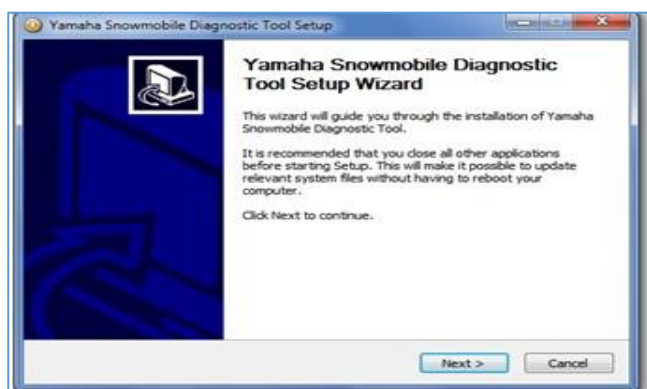 Yamaha Snowmobile Diagnostic Tool Setup
Yamaha Snowmobile Diagnostic
Tool Setup Wizard
This wizard will guide you through the installation of Yamaha
Snowmobile Diagnostic Tool.
It is recommended that you close all other applications
before starting Setup. This will make it possible to update
relevant system files without having to reboot your
computer.
Click Next to continue.
Next >
Cancel